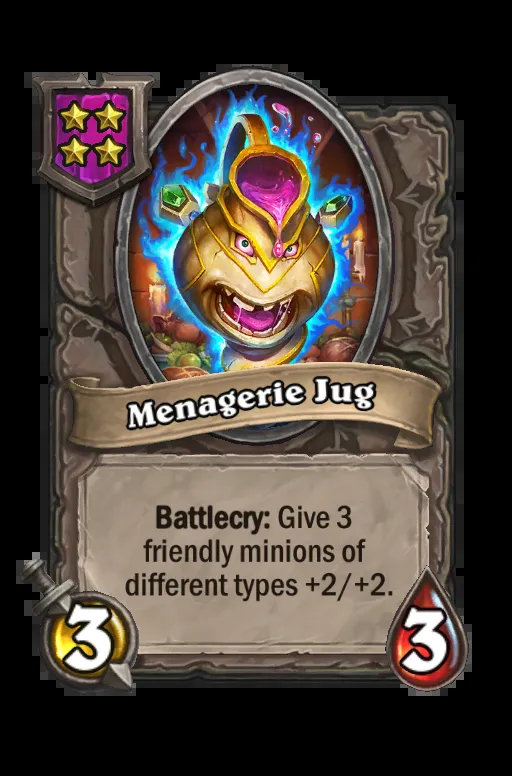 Menagerie Jug
Battlecry: Give 3
friendly minions of
different types +2/+2.
3
3